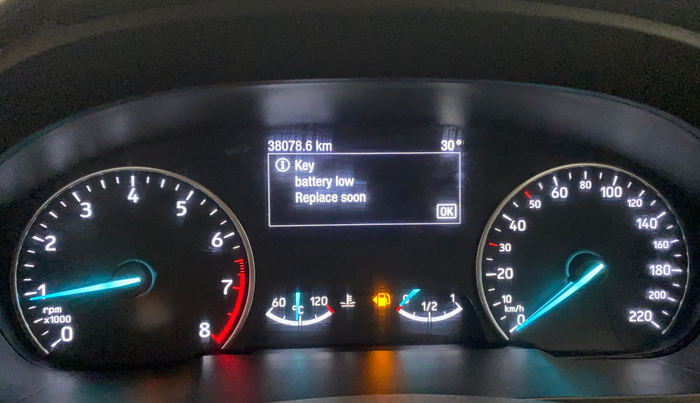 38078.6 km 30°
Key
battery low
Replace soon
OK
0 1 2 3 4 5 6 7 8
rpm
x1000
60 120
°C
0 1/2 1
0 10 20 30 40 50 60 80 100 120 140 160 180 200 220
km/h